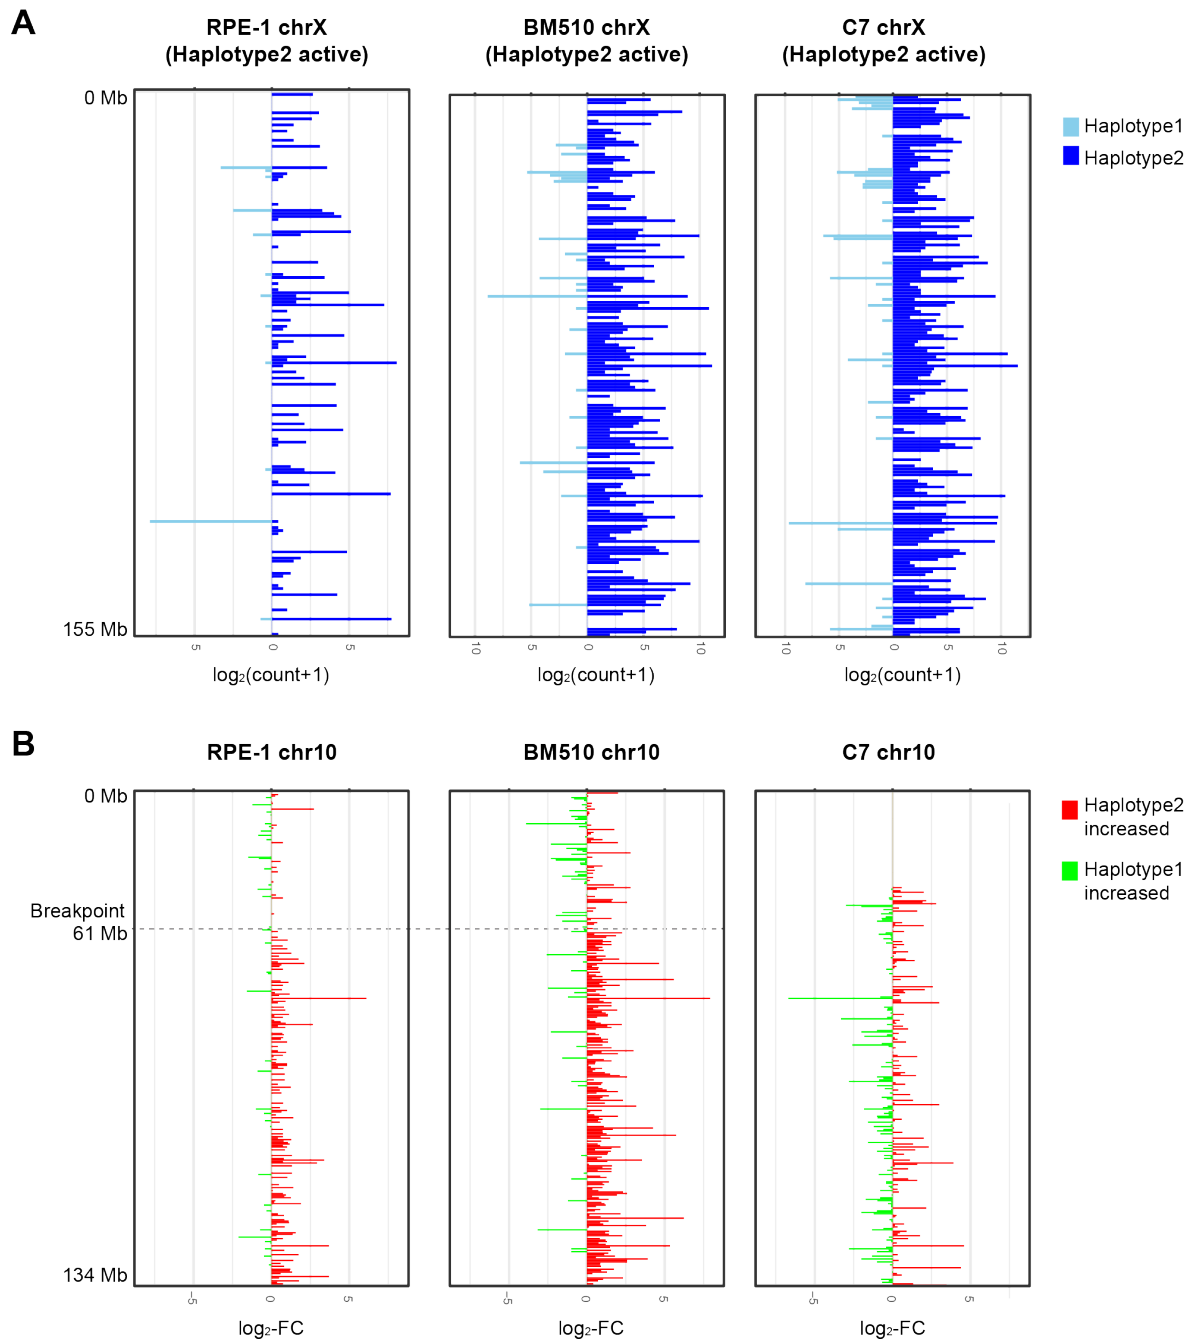 A
RPE-1 chrX
(Haplotype2 active)
BM510 chrX
(Haplotype2 active)
C7 chrX
(Haplotype2 active)
0 Mb
155 Mb
Haplotype1
Haplotype2
5 0 5
10 5 0 5 10
10 5 0 5 10
log₂(count+1)
log₂(count+1)
log₂(count+1)
B
RPE-1 chr10
BM510 chr10
C7 chr10
0 Mb
Breakpoint
61 Mb
134 Mb
Haplotype2
increased
Haplotype1
increased
-5 0 5
-5 0 5
-5 0 5
log₂-FC
log₂-FC
log₂-FC